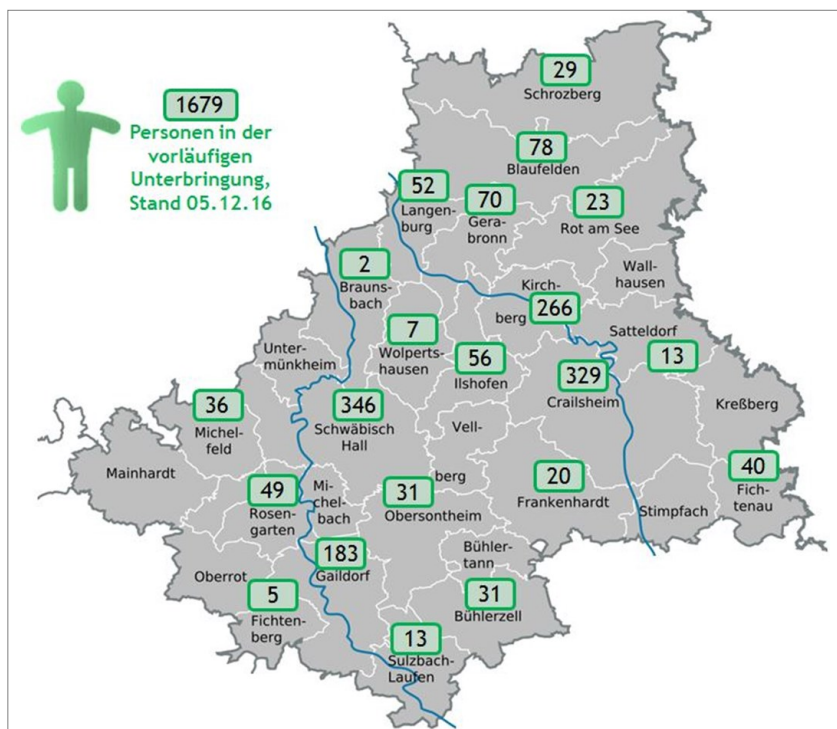 1679
Personen in der
vorläufigen
Unterbringung,
Stand 05.12.16
29
Schrozberg
78
Blaufelden
52
Langen-
burg
70
Gera-
bronn
23
Rot am See
2
Brauns-
bach
Kirch-
berg
266
Wall-
hausen
7
Wolperts-
hausen
56
Ilshofen
Satteldorf
13
Unter-
münkheim
329
Crailsheim
36
Michel-
feld
346
Schwäbisch
Hall
Kreßberg
Vell-
berg
Mainhardt
49
Rosen-
garten
Mi-
chel-
bach
31
Obersontheim
20
Frankenhardt
Stimpfach
40
Fich-
tenau
Oberrot
183
Gaildorf
Bühler-
tann
5
Fichten-
berg
31
Bühlerzell
13
Sulzbach-
Laufen